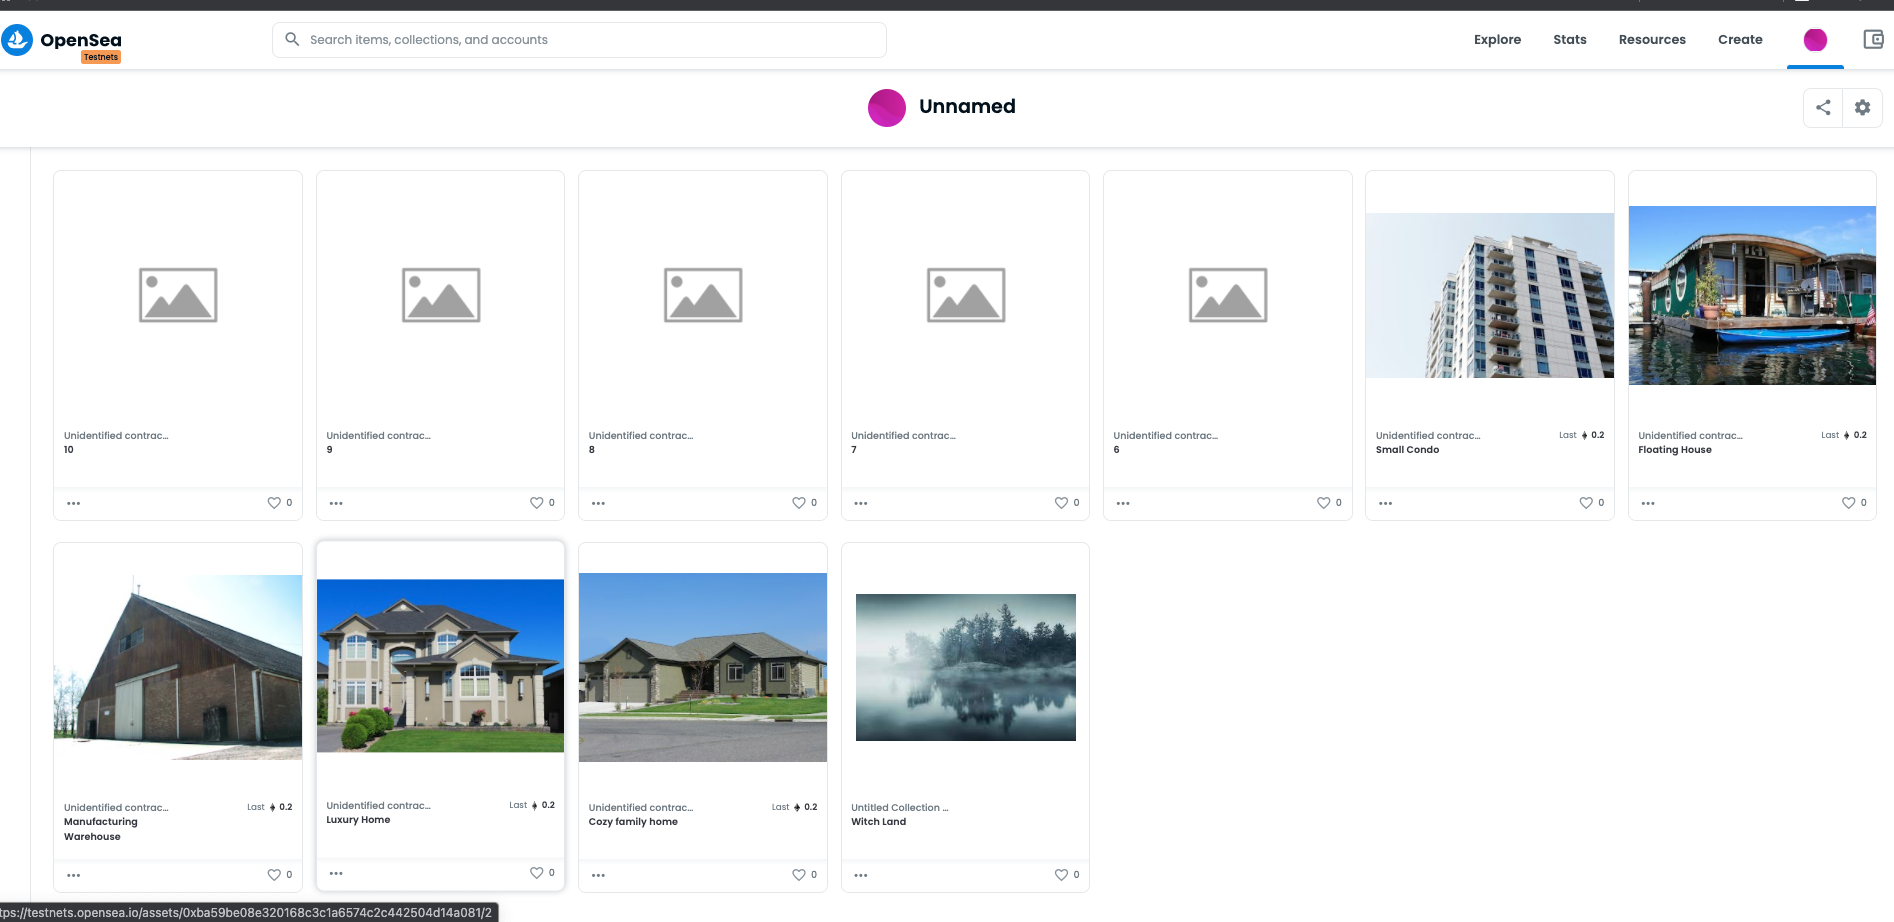 OpenSea
Testnets
Search items, collections, and accounts
Explore
Stats
Resources
Create
Unnamed
Unidentified contrac...
10
0
Unidentified contrac...
9
0
Unidentified contrac...
8
0
Unidentified contrac...
7
0
Unidentified contrac...
6
0
Unidentified contrac...
Last 0.2
Small Condo
0
Unidentified contrac...
Last 0.2
Floating House
0
Unidentified contrac...
Last 0.2
Manufacturing
Warehouse
0
Unidentified contrac...
Last 0.2
Luxury Home
0
Unidentified contrac...
Last 0.2
Cozy family home
0
Untitled Collection ...
Witch Land
0
tps://testnets.opensea.io/assets/0xba59be08e320168c3c1a6574c2c442504d14a081/2